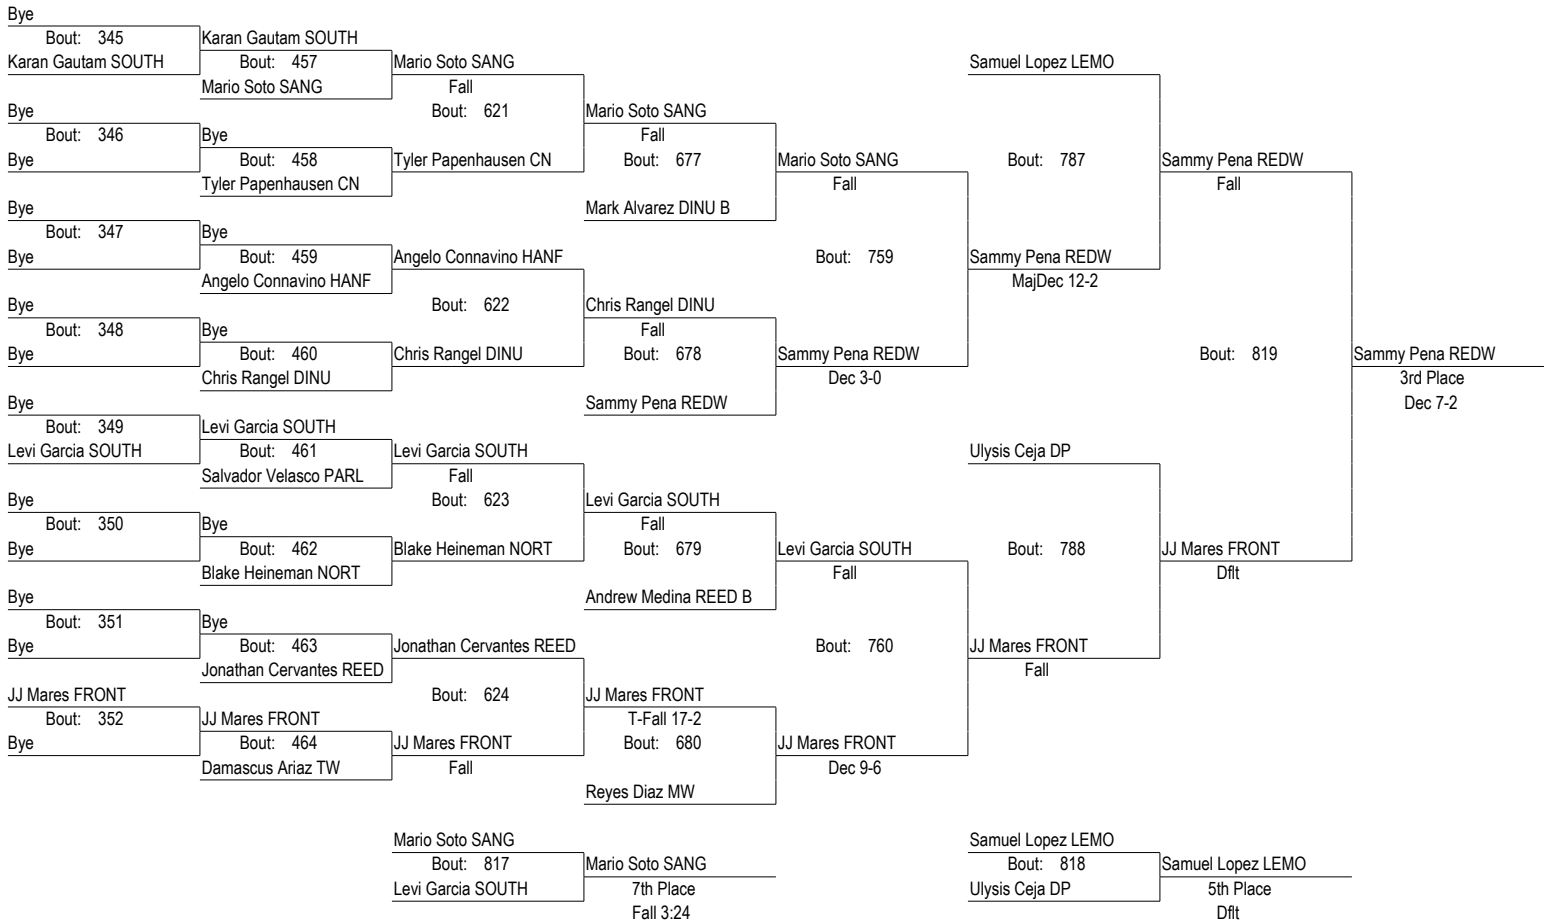 Bye
Bout: 345 Karan Gautam SOUTH
Karan Gautam SOUTH Bout: 457 Mario Soto SANG Samuel Lopez LEMO
Mario Soto SANG Fall
Bye Bout: 621 Mario Soto SANG
Bout: 346 Bye Fall
Bye Bout: 458 Tyler Papenhausen CN Bout: 677 Mario Soto SANG Bout: 787 Sammy Pena REDW
Tyler Papenhausen CN Fall Fall
Bye Mark Alvarez DINU B
Bout: 347 Bye
Bye Bout: 459 Angelo Connavino HANF Bout: 759 Sammy Pena REDW
Angelo Connavino HANF MajDec 12-2
Bye Bout: 622 Chris Rangel DINU
Bout: 348 Bye Fall
Bye Bout: 460 Chris Rangel DINU Bout: 678 Sammy Pena REDW Bout: 819 Sammy Pena REDW
Chris Rangel DINU Dec 3-0 3rd Place
Bye Sammy Pena REDW Dec 7-2
Bout: 349 Levi Garcia SOUTH
Levi Garcia SOUTH Bout: 461 Levi Garcia SOUTH Ulysis Ceja DP
Salvador Velasco PARL Fall
Bye Bout: 623 Levi Garcia SOUTH
Bout: 350 Bye Fall
Bye Bout: 462 Blake Heineman NORT Bout: 679 Levi Garcia SOUTH Bout: 788 JJ Mares FRONT
Blake Heineman NORT Fall Dflt
Bye Andrew Medina REED B
Bout: 351 Bye
Bye Bout: 463 Jonathan Cervantes REED Bout: 760 JJ Mares FRONT
Jonathan Cervantes REED Fall
JJ Mares FRONT Bout: 624 JJ Mares FRONT
Bout: 352 JJ Mares FRONT T-Fall 17-2
Bye Bout: 464 JJ Mares FRONT Bout: 680 JJ Mares FRONT
Damascus Ariaz TW Fall Dec 9-6
Reyes Diaz MW
Mario Soto SANG Samuel Lopez LEMO
Bout: 817 Mario Soto SANG Bout: 818 Samuel Lopez LEMO
Levi Garcia SOUTH 7th Place Ulysis Ceja DP 5th Place
Fall 3:24 Dflt